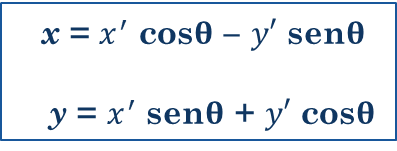 x = x′ cosθ – y′ senθ
y = x′ senθ + y′ cosθ